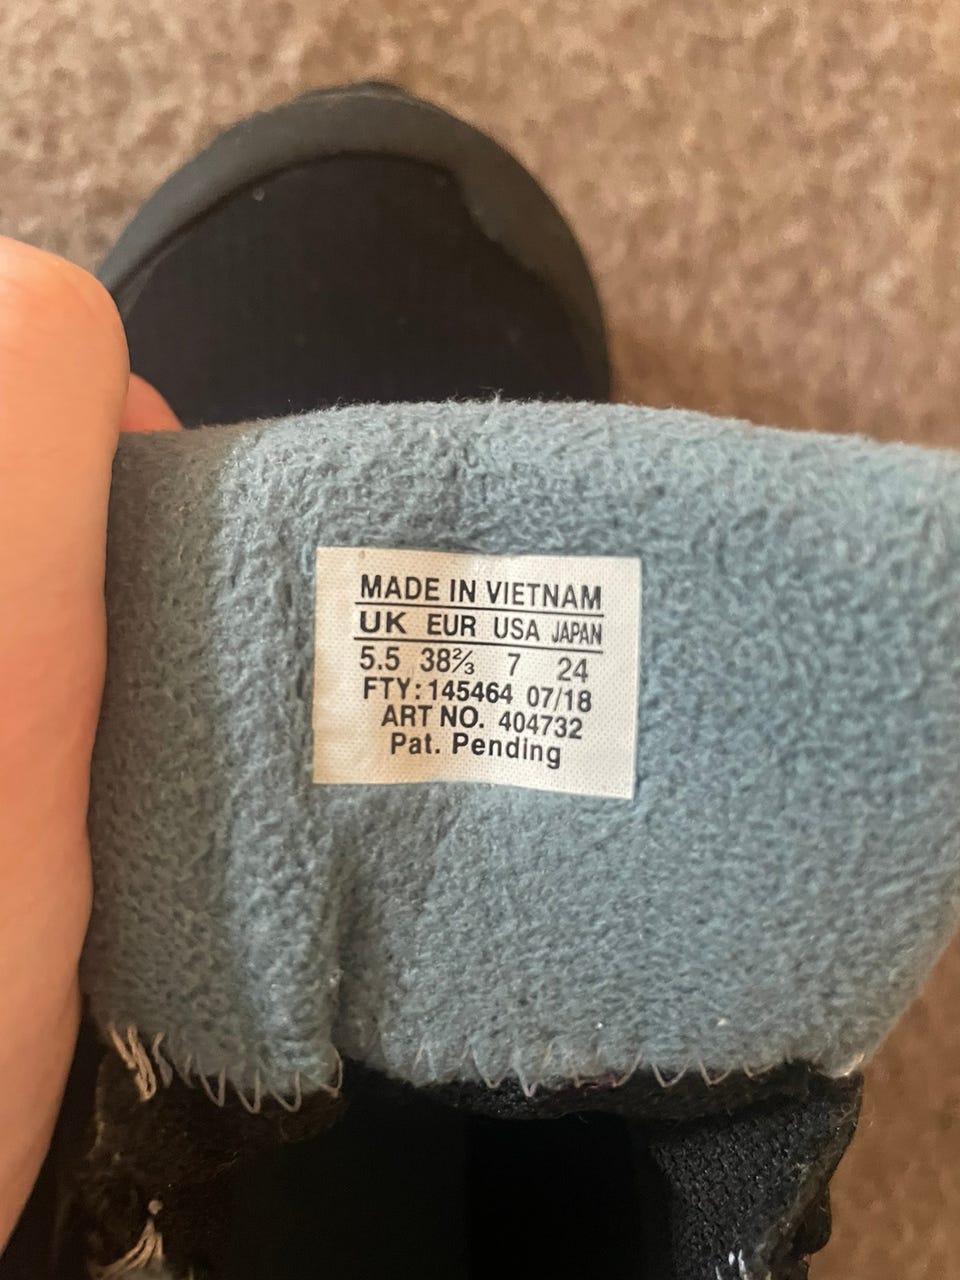 MADE IN VIETNAM
UK EUR USA JAPAN
5.5 38⅔ 7 24
FTY: 145464 07/18
ART NO. 404732
Pat. Pending